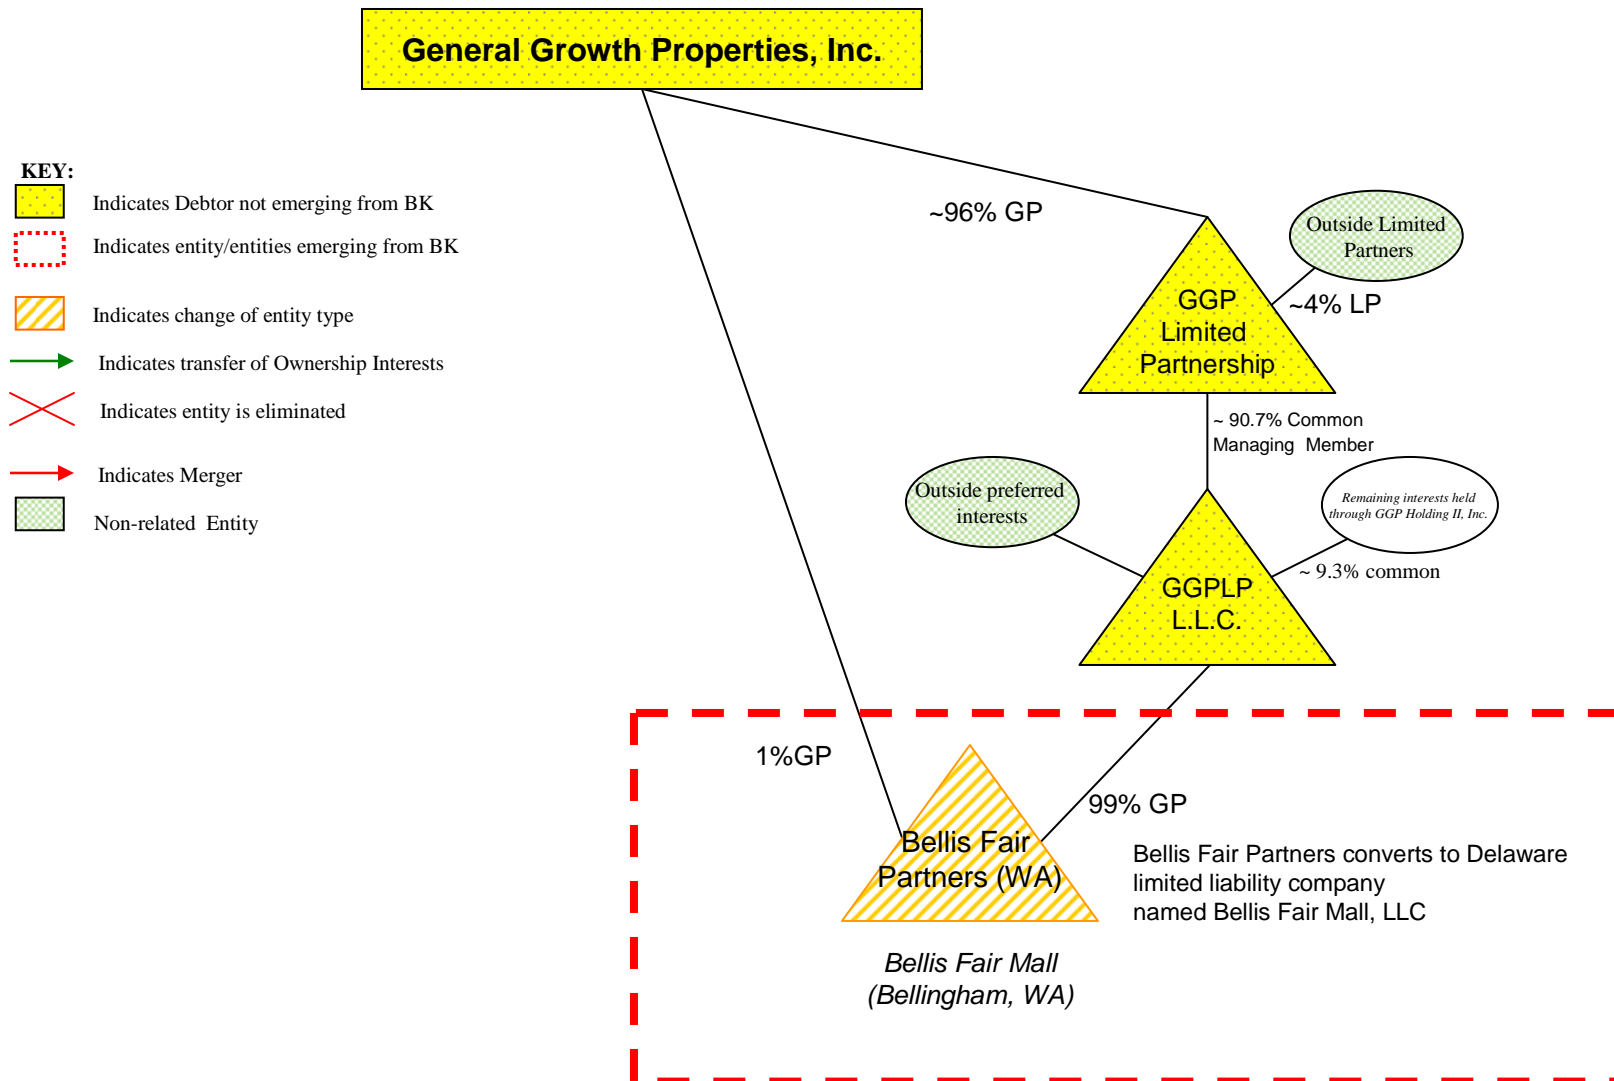 General Growth Properties, Inc.
KEY:
Indicates Debtor not emerging from BK
Indicates entity/entities emerging from BK
Indicates change of entity type
Indicates transfer of Ownership Interests
Indicates entity is eliminated
Indicates Merger
Non-related Entity
~96% GP
Outside Limited
Partners
~4% LP
GGP
Limited
Partnership
~ 90.7% Common
Managing Member
Outside preferred
interests
Remaining interests held
through GGP Holding II, Inc.
~ 9.3% common
GGPLP
L.L.C.
1%GP
99% GP
Bellis Fair
Partners (WA)
Bellis Fair Partners converts to Delaware
limited liability company
named Bellis Fair Mall, LLC
Bellis Fair Mall
(Bellingham, WA)